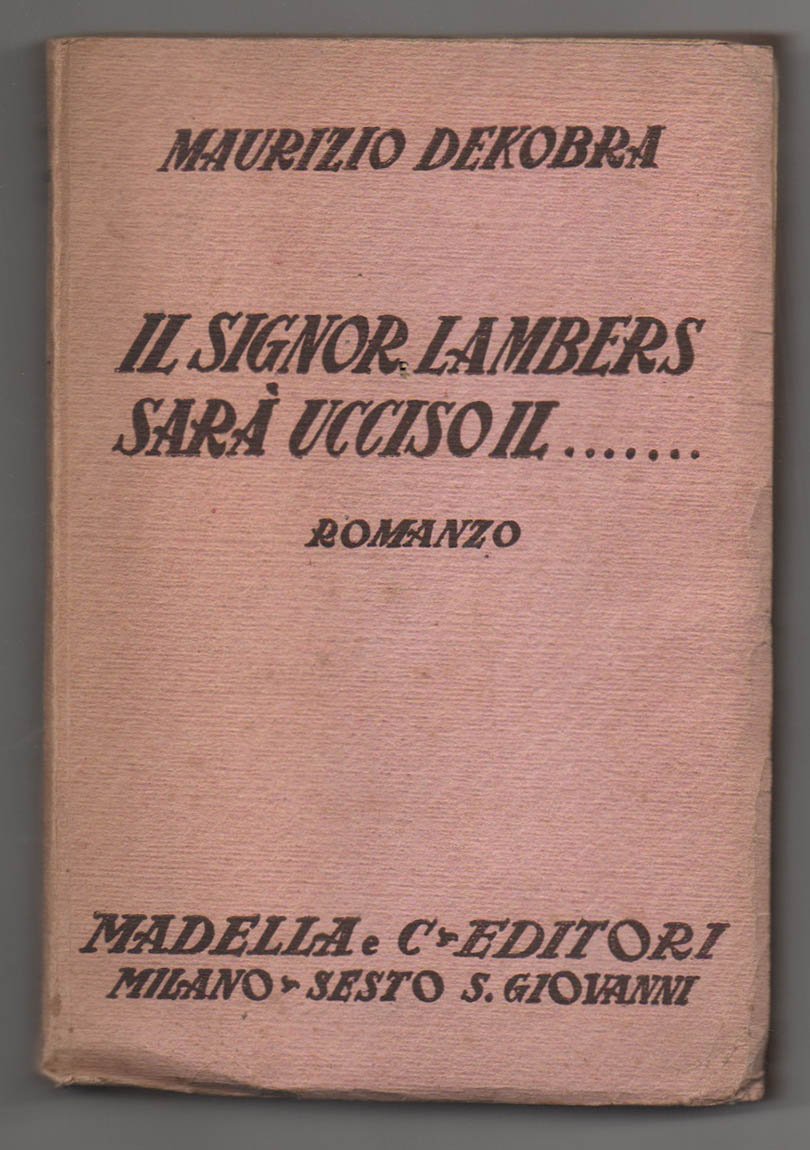 MAURIZIO DEKOBRA
IL SIGNOR LAMBERS
SARÀ UCCISO IL.......
ROMANZO
MADELLA e C - EDITORI
MILANO - SESTO S. GIOVANNI